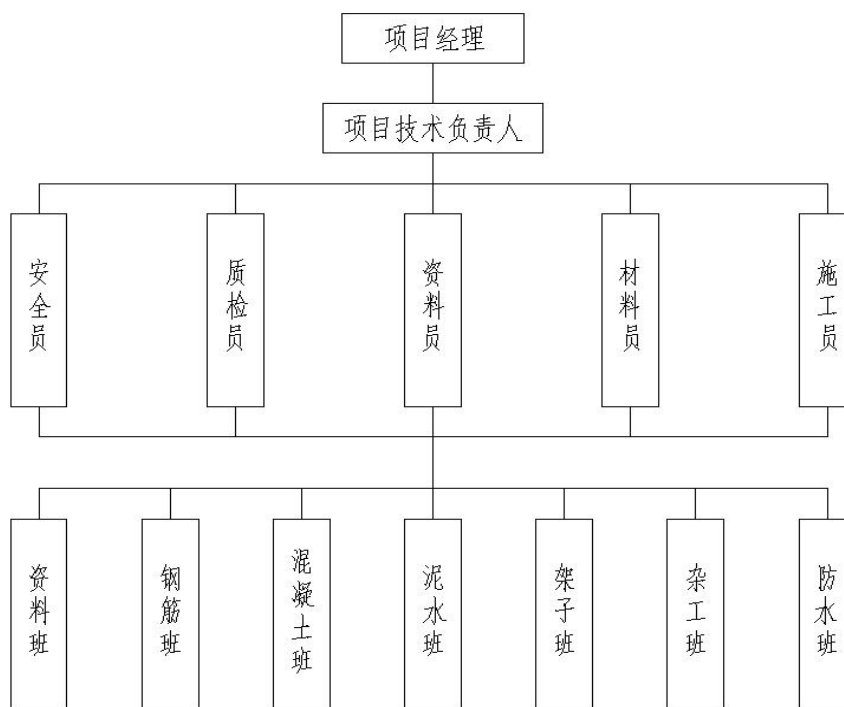 项目经理
项目技术负责人
安全员
质检员
资料员
材料员
施工员
资料班
钢筋班
混凝土班
泥水班
架子班
杂工班
防水班